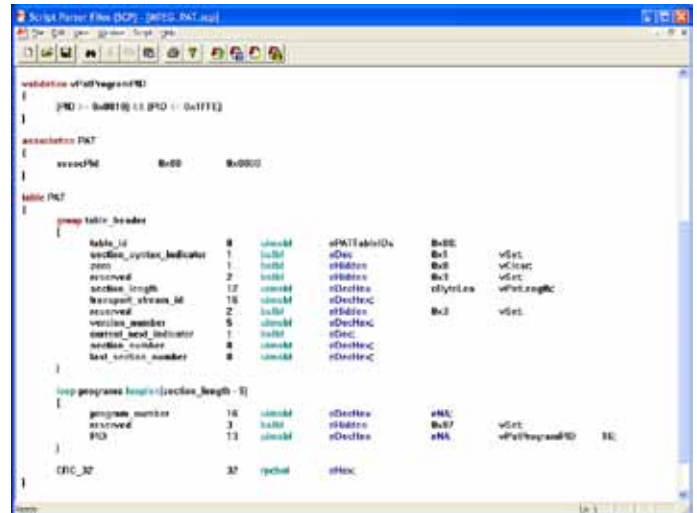 Script Parser Files (SCP) - [MPEG_PAT.scp]
validation vPatProgramPID
{
(PID >= 0x0010) && (PID <= 0x1FFE)
}
association PAT
{
assocPid 0x00 0x0000
}
table PAT
{
group table_header
{
table_id 8 uimsbf ePATTableIDs 0x00;
section_syntax_indicator 1 bslbf eDec 0x1 vSet;
zero 1 bslbf eHidden 0x0 vClear;
reserved 2 bslbf eHidden 0x3 vSet;
section_length 12 uimsbf eDecHex vPatLength;
transport_stream_id 16 uimsbf eDecHex;
reserved 2 bslbf eHidden 0x3 vSet;
version_number 5 uimsbf eDecHex;
current_next_indicator 1 bslbf eDec;
section_number 8 uimsbf eDecHex;
last_section_number 8 uimsbf eDecHex;
}
loop programs (section_length - 5)
{
program_number 16 uimsbf eDecHex eNA;
reserved 3 bslbf eHidden 0x07 vSet;
PID 13 uimsbf eDecHex eNA vPatProgramPID 16;
}
CRC_32 32 rpchof eHex;
}